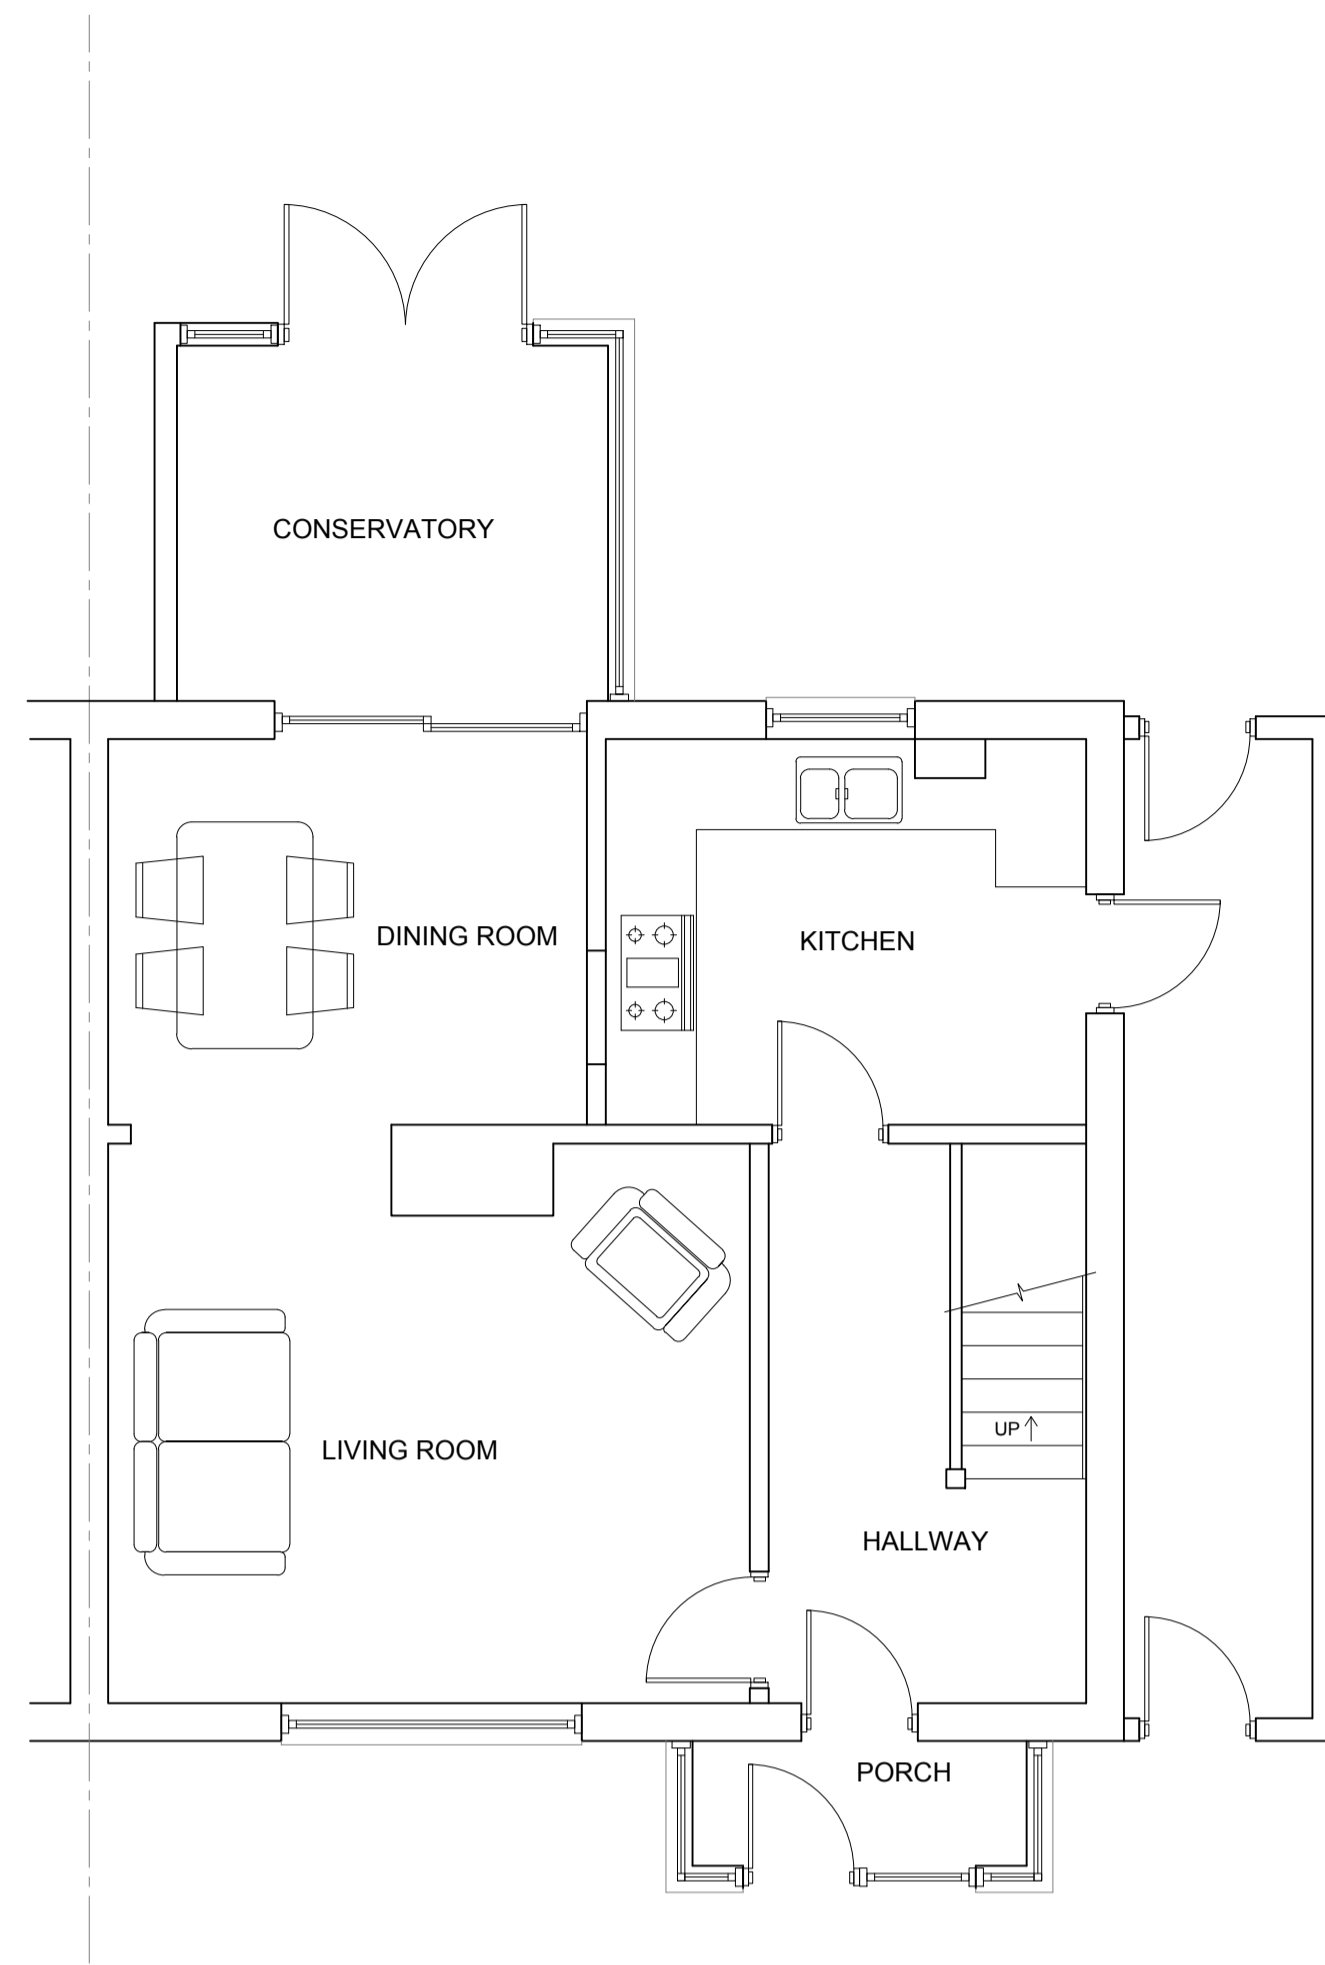 CONSERVATORY
DINING ROOM
KITCHEN
LIVING ROOM
UP
HALLWAY
PORCH